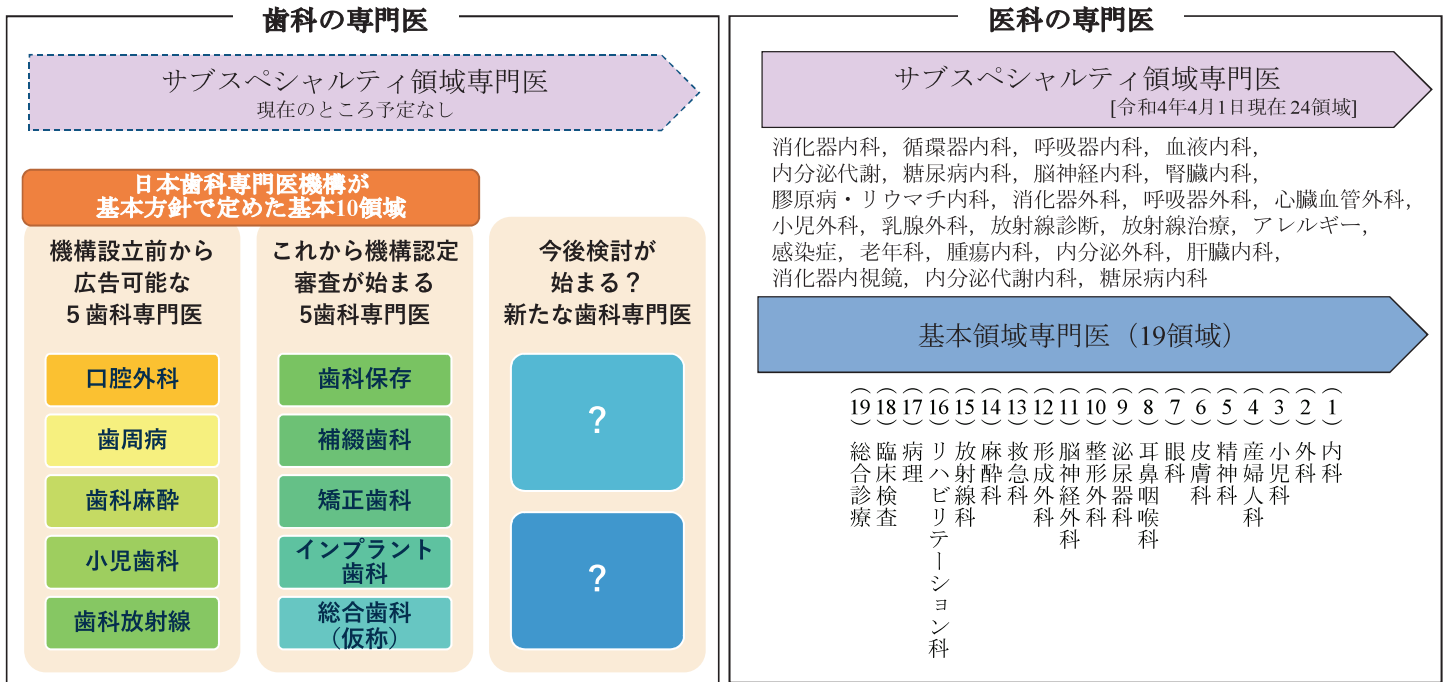 歯科の専門医
サブスペシャルティ領域専門医
現在のところ予定なし
日本歯科専門医機構が
基本方針で定めた基本10領域
機構設立前から
広告可能な
５歯科専門医
口腔外科
歯周病
歯科麻酔
小児歯科
歯科放射線
これから機構認定
審査が始まる
5歯科専門医
歯科保存
補綴歯科
矯正歯科
インプラント
歯科
総合歯科
（仮称）
今後検討が
始まる？
新たな歯科専門医
？
？
医科の専門医
サブスペシャルティ領域専門医
[令和4年4月1日現在 24領域]
消化器内科，循環器内科，呼吸器内科，血液内科，
内分泌代謝，糖尿病内科，脳神経内科，腎臓内科，
膠原病・リウマチ内科，消化器外科，呼吸器外科，心臓血管外科，
小児外科，乳腺外科，放射線診断，放射線治療，アレルギー，
感染症，老年科，腫瘍内科，内分泌外科，肝臓内科，
消化器内視鏡，内分泌代謝内科，糖尿病内科
基本領域専門医（19領域）
（1）内科
（2）外科
（3）小児科
（4）産婦人科
（5）精神科
（6）皮膚科
（7）眼科
（8）耳鼻咽喉科
（9）泌尿器科
（10）整形外科
（11）脳神経外科
（12）形成外科
（13）救急科
（14）麻酔科
（15）放射線科
（16）リハビリテーション科
（17）病理
（18）臨床検査
（19）総合診療